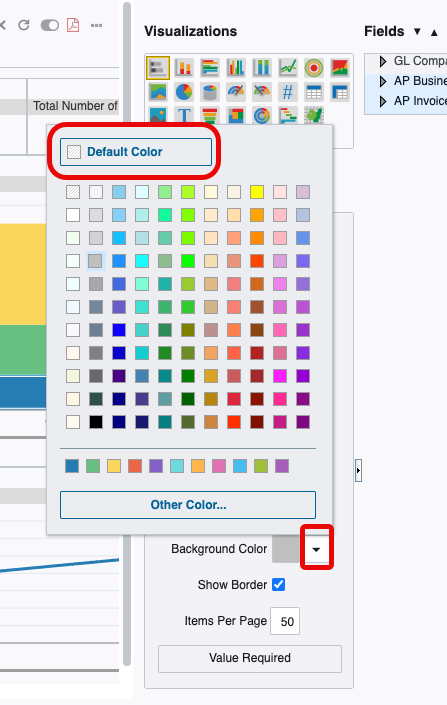 Visualizations
Fields
GL Compa
AP Busine
AP Invoice
Total Number of
Default Color
Other Color...
Background Color
Show Border
Items Per Page 50
Value Required